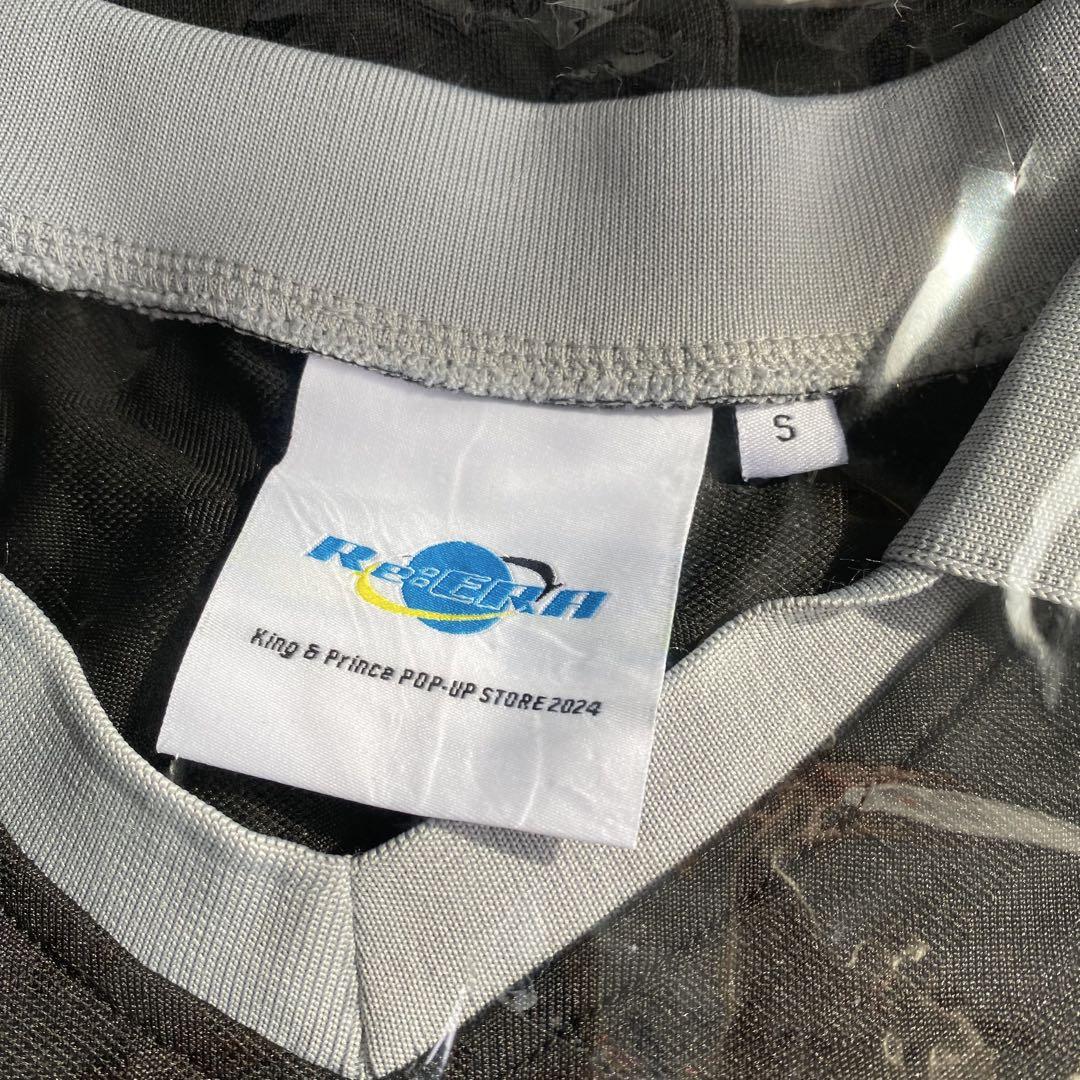 S
Re:ERA
King & Prince POP-UP STORE 2024